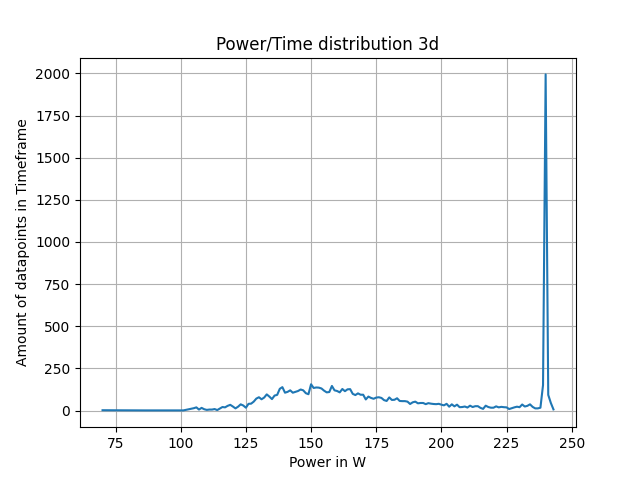 Power/Time distribution 3d
Amount of datapoints in Timeframe
2000
1750
1500
1250
1000
750
500
250
0
75 100 125 150 175 200 225 250
Power in W